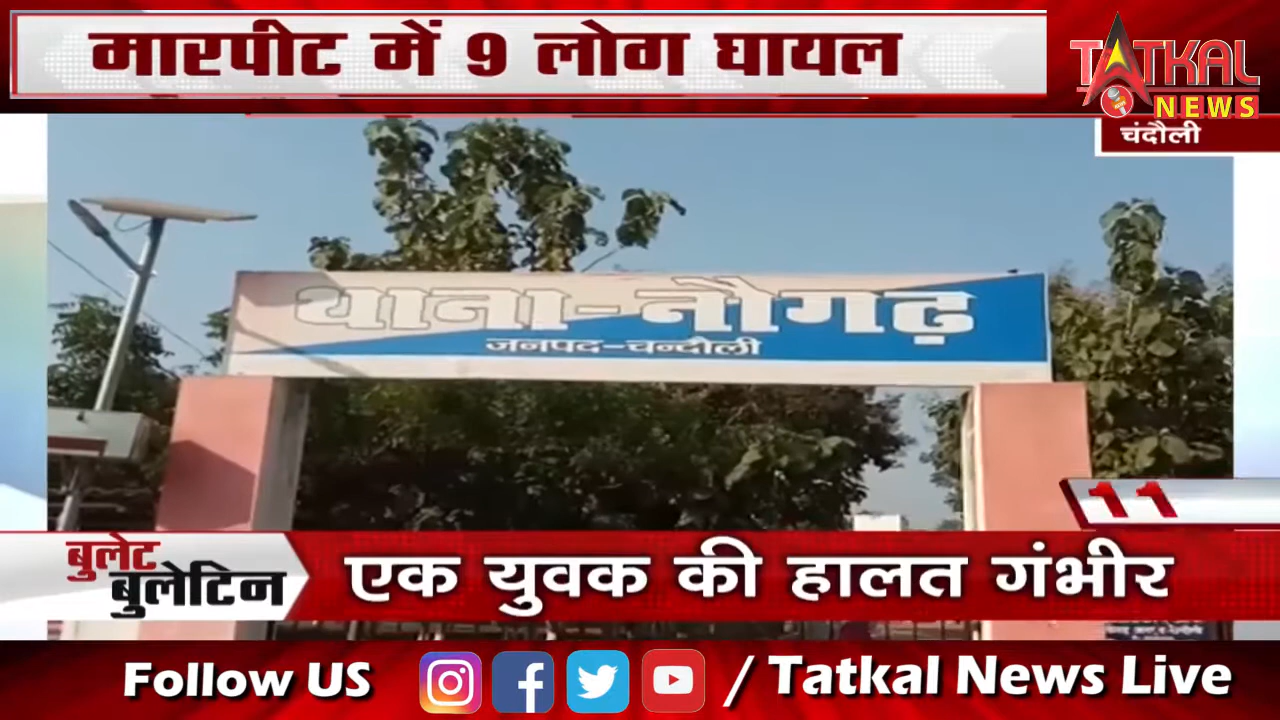 मारपीट में 9 लोग घायल
TATKAL
NEWS
चंदौली
थाना-नौगढ़
जनपद-चन्दौली
11
बुलेट
बुलेटिन
एक युवक की हालत गंभीर
Follow US
/ Tatkal News Live